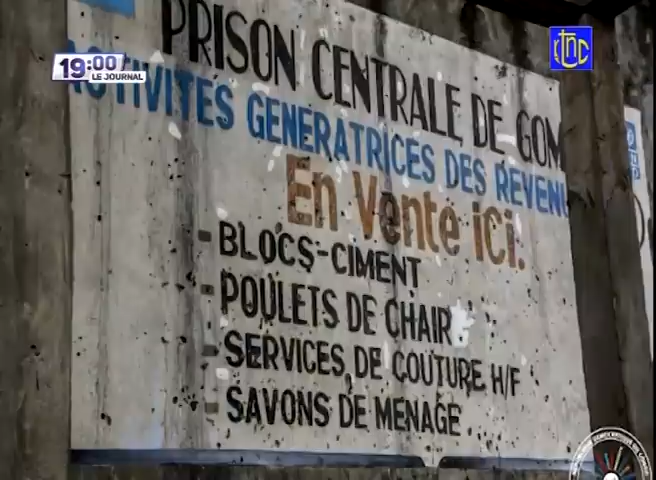 19:00
LE JOURNAL
RTNC
PRISON CENTRALE DE GOM
ACTIVITES GENERATRICES DES REVENU
En Vente ici.
-BLOCS-CIMENT
-POULETS DE CHAIR
-SERVICES DE COUTURE H/F
-SAVONS DE MENAGE